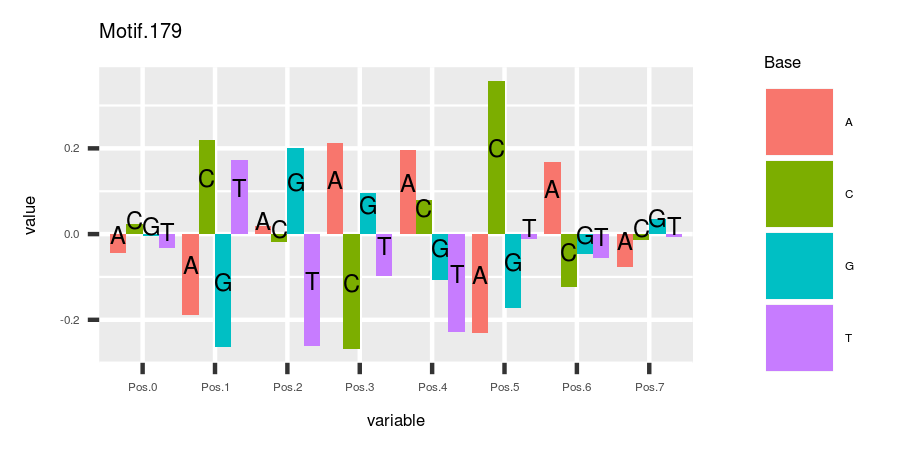 Motif.179
Base
A
C
G
T
value
0.2
0.0
-0.2
A C G T A C G T A C G T A C G T A C G T A C G T A C G T A C G T
Pos.0 Pos.1 Pos.2 Pos.3 Pos.4 Pos.5 Pos.6 Pos.7
variable